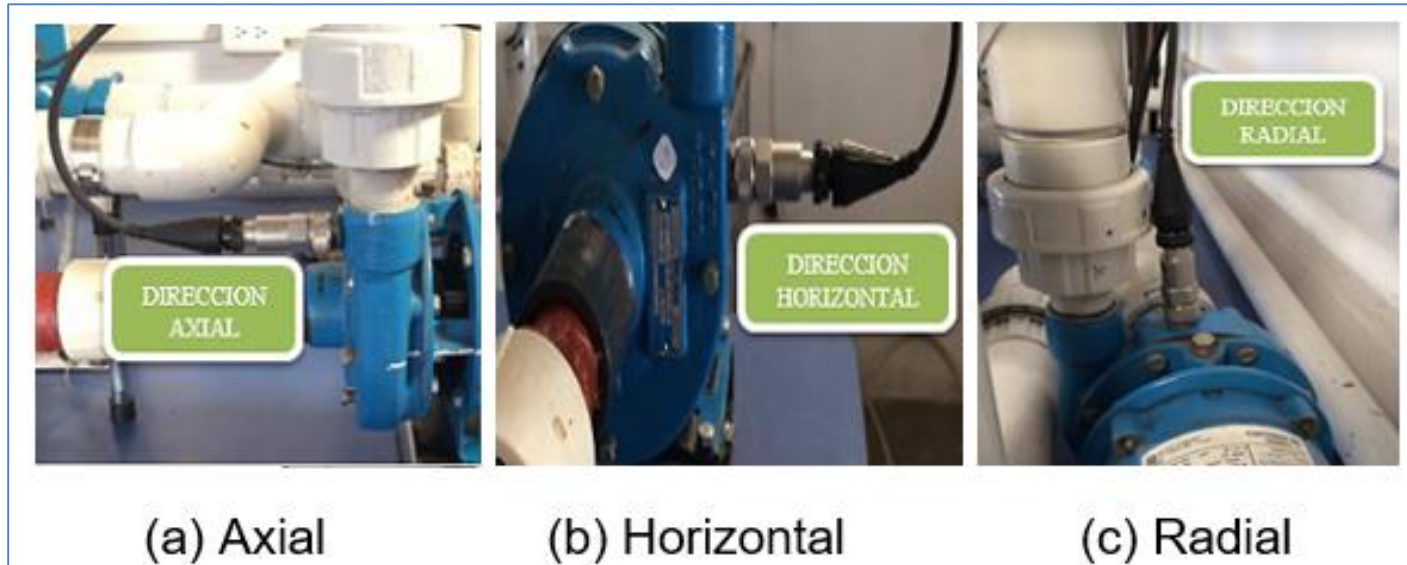 DIRECCION
AXIAL
DIRECCION
HORIZONTAL
DIRECCION
RADIAL
(a) Axial
(b) Horizontal
(c) Radial